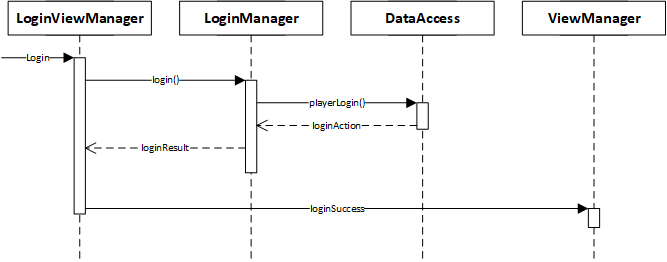 LoginViewManager
LoginManager
DataAccess
ViewManager
Login
login()
playerLogin()
loginAction
loginResult
loginSuccess